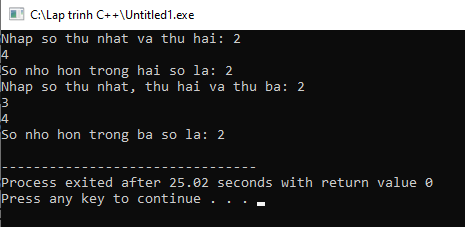 C:\Lap trinh C++\Untitled1.exe
Nhap so thu nhat va thu hai: 2
4
So nho hon trong hai so la: 2
Nhap so thu nhat, thu hai va thu ba: 2
3
4
So nho hon trong ba so la: 2
--------------------------------
Process exited after 25.02 seconds with return value 0
Press any key to continue . . .